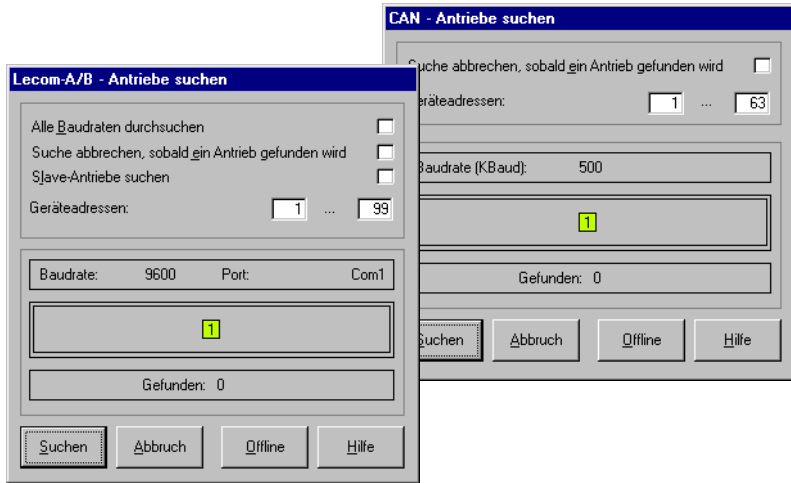 CAN - Antriebe suchen
Suche abbrechen, sobald ein Antrieb gefunden wird
Geräteadressen: 1 ... 63
Baudrate (KBaud): 500
1
Gefunden: 0
Suchen Abbruch Offline Hilfe
Lecom-A/B - Antriebe suchen
Alle Baudraten durchsuchen
Suche abbrechen, sobald ein Antrieb gefunden wird
Slave-Antriebe suchen
Geräteadressen: 1 ... 99
Baudrate: 9600 Port: Com1
1
Gefunden: 0
Suchen Abbruch Offline Hilfe